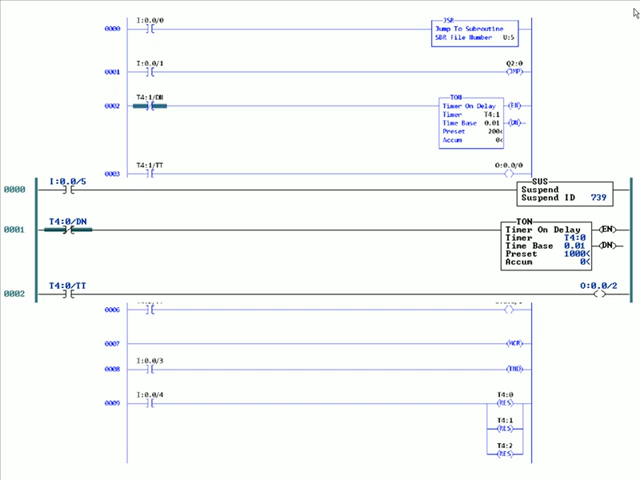 I:0.0/0
JSR
0000
Jump To Subroutine
SBR File Number U:5
I:0.0/1
Q2:0
0001
JMP
T4:1/DN
TON
0002
Timer On Delay
EN
Timer T4:1
Time Base 0.01
DN
Preset 200<
Accum 0<
T4:1/TT
O:0.0/0
0003
I:0.0/5
SUS
0000
Suspend
Suspend ID 739
T4:0/DN
TON
0001
Timer On Delay
EN
Timer T4:0
Time Base 0.01
DN
Preset 1000<
Accum 0<
T4:0/TT
O:0.0/2
0002
0006
0007
MCR
I:0.0/3
0008
TND
I:0.0/4
T4:0
0009
RES
T4:1
RES
T4:2
RES